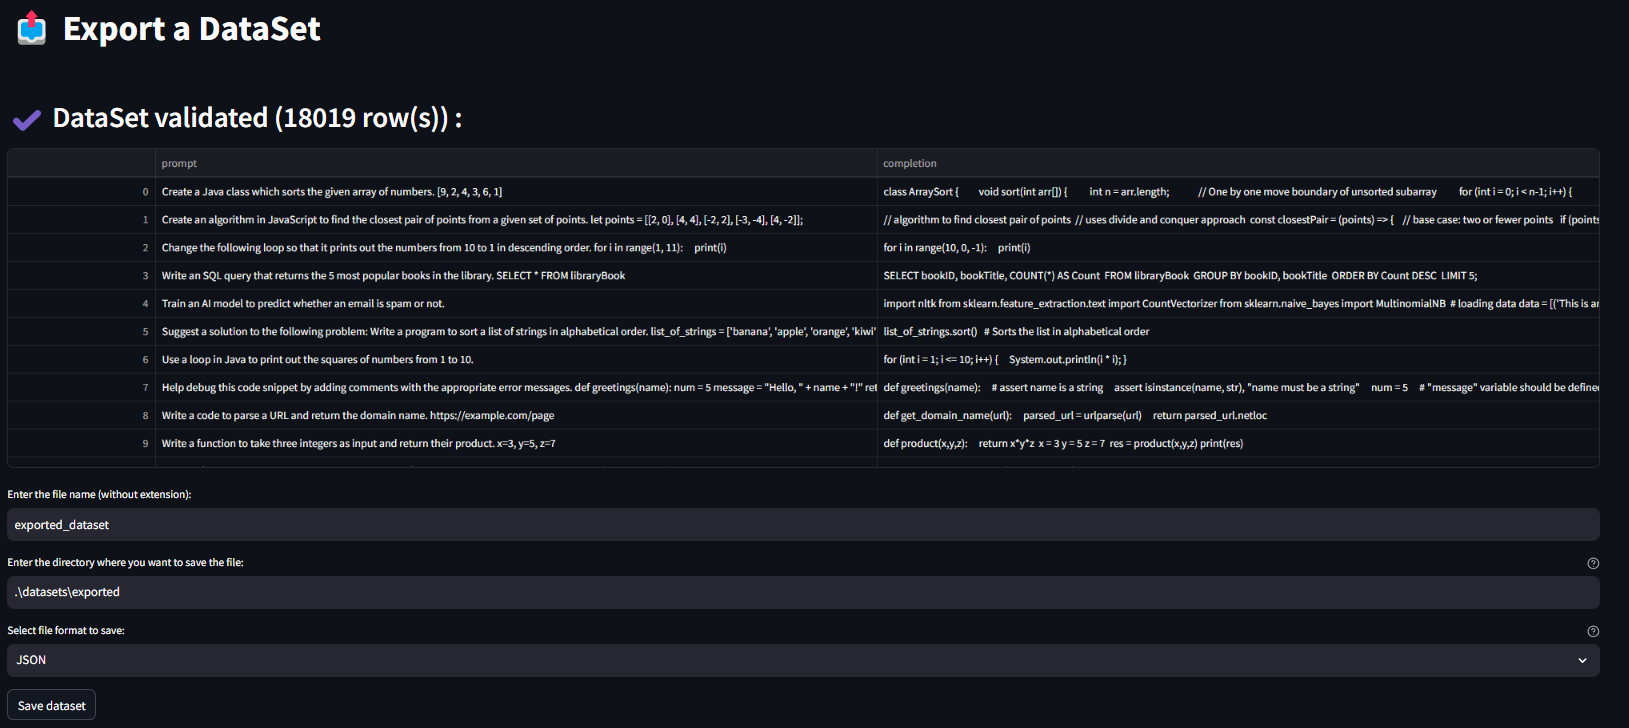 Export a DataSet
DataSet validated (18019 row(s)) :
prompt completion
0 Create a Java class which sorts the given array of numbers. [9, 2, 4, 3, 6, 1] class ArraySort { void sort(int arr[]) { int n = arr.length; // One by one move boundary of unsorted subarray for (int i = 0; i < n-1; i++) {
1 Create an algorithm in JavaScript to find the closest pair of points from a given set of points. let points = [[2, 0], [4, 4], [-2, 2], [-3, -4], [4, -2]]; // algorithm to find closest pair of points // uses divide and conquer approach const closestPair = (points) => { // base case: two or fewer points if (points
2 Change the following loop so that it prints out the numbers from 10 to 1 in descending order. for i in range(1, 11): print(i) for i in range(10, 0, -1): print(i)
3 Write an SQL query that returns the 5 most popular books in the library. SELECT * FROM libraryBook SELECT bookID, bookTitle, COUNT(*) AS Count FROM libraryBook GROUP BY bookID, bookTitle ORDER BY Count DESC LIMIT 5;
4 Train an AI model to predict whether an email is spam or not. import nltk from sklearn.feature_extraction.text import CountVectorizer from sklearn.naive_bayes import MultinomialNB # loading data data = [('This is an
5 Suggest a solution to the following problem: Write a program to sort a list of strings in alphabetical order. list_of_strings = ['banana', 'apple', 'orange', 'kiwi' list_of_strings.sort() # Sorts the list in alphabetical order
6 Use a loop in Java to print out the squares of numbers from 1 to 10. for (int i = 1; i <= 10; i++) { System.out.println(i * i); }
7 Help debug this code snippet by adding comments with the appropriate error messages. def greetings(name): num = 5 message = "Hello, " + name + "!" ret def greetings(name): # assert name is a string assert isinstance(name, str), "name must be a string" num = 5 # "message" variable should be define
8 Write a code to parse a URL and return the domain name. https://example.com/page def get_domain_name(url): parsed_url = urlparse(url) return parsed_url.netloc
9 Write a function to take three integers as input and return their product. x=3, y=5, z=7 def product(x,y,z): return x*y*z x = 3 y = 5 z = 7 res = product(x,y,z) print(res)
Enter the file name (without extension):
exported_dataset
Enter the directory where you want to save the file:
.\datasets\exported
Select file format to save:
JSON
Save dataset